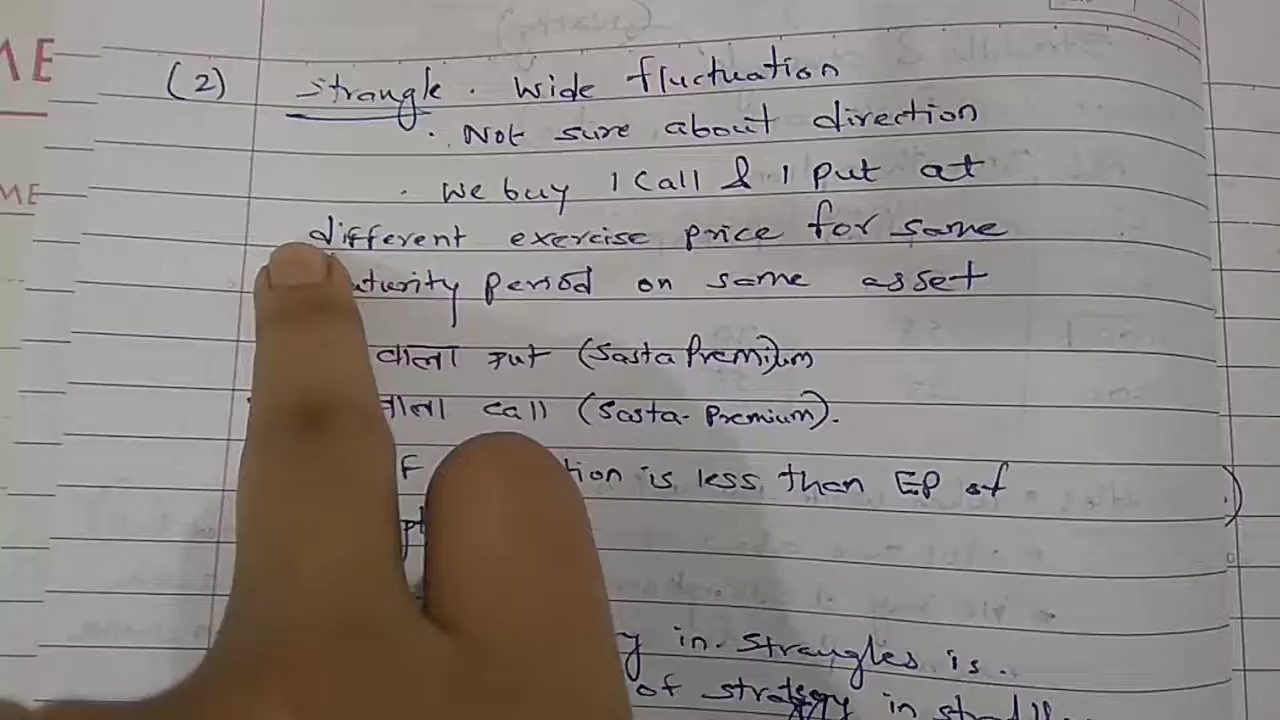 ME
ME
(2) Strangle . Wide fluctuation
. Not sure about direction
. We buy 1 Call & 1 Put at
different exercise price for same
period on same asset
वाला Put (Sasta Premium
वाला call (Sasta-Premium).
is less than EP of
in Strangles is.
of strategy in